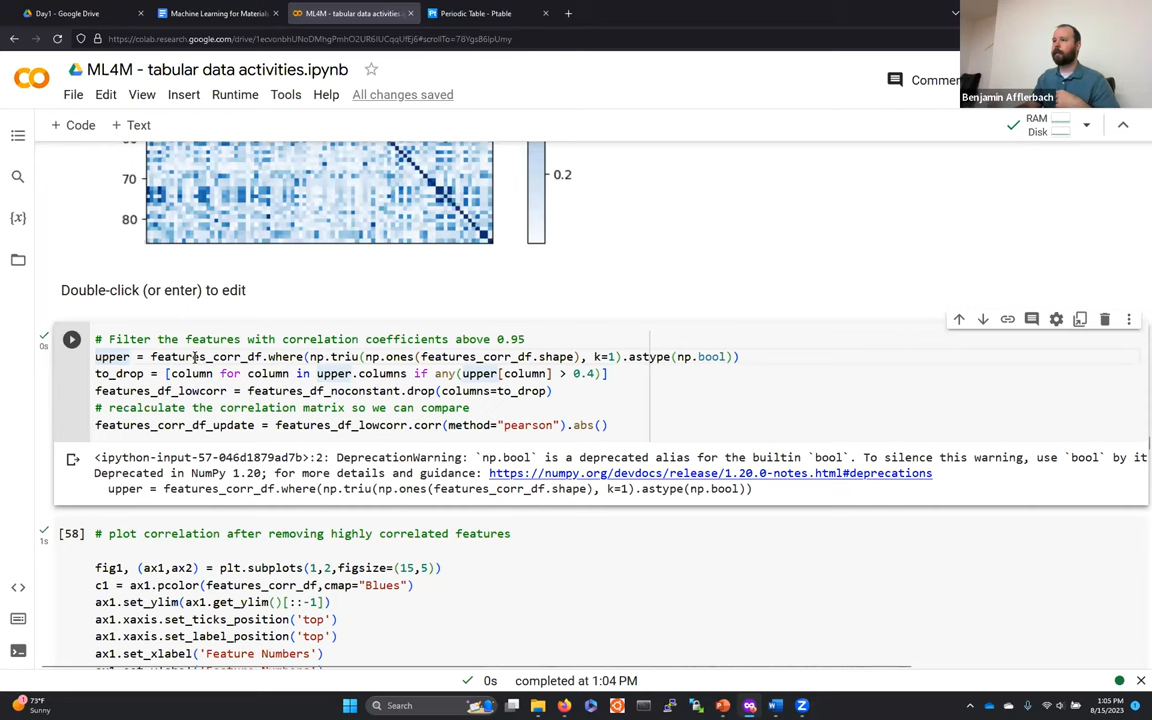 Day1 - Google Drive
Machine Learning for Materials
ML4M - tabular data activities
Periodic Table - Ptable
https://colab.research.google.com/drive/
Benjamin Afflerbach
ML4M - tabular data activities.ipynb
File Edit View Insert Runtime Tools Help All changes saved
Comme
+ Code + Text
RAM
Disk
70
80
0.2
Double-click (or enter) to edit
0s
# Filter the features with correlation coefficients above 0.95
upper = features_corr_df.where(np.triu(np.ones(features_corr_df.shape), k=1).astype(np.bool))
to_drop = [column for column in upper.columns if any(upper[column] > 0.4)]
features_df_lowcorr = features_df_noconstant.drop(columns=to_drop)
# recalculate the correlation matrix so we can compare
features_corr_df_update = features_df_lowcorr.corr(method="pearson").abs()
<ipython-input-57-046d1879ad7b>:2: DeprecationWarning: `np.bool` is a deprecated alias for the builtin `bool`. To silence this warning, use `bool` by it
Deprecated in NumPy 1.20; for more details and guidance: https://numpy.org/devdocs/release/1.20.0-notes.html#deprecations
upper = features_corr_df.where(np.triu(np.ones(features_corr_df.shape), k=1).astype(np.bool))
[58]
1s
# plot correlation after removing highly correlated features
fig1, (ax1,ax2) = plt.subplots(1,2,figsize=(15,5))
c1 = ax1.pcolor(features_corr_df,cmap="Blues")
ax1.set_ylim(ax1.get_ylim()[::-1])
ax1.xaxis.set_ticks_position('top')
ax1.xaxis.set_label_position('top')
ax1.set_xlabel('Feature Numbers')
0s completed at 1:04 PM
73°F
Sunny
Search
1:05 PM
8/15/2023